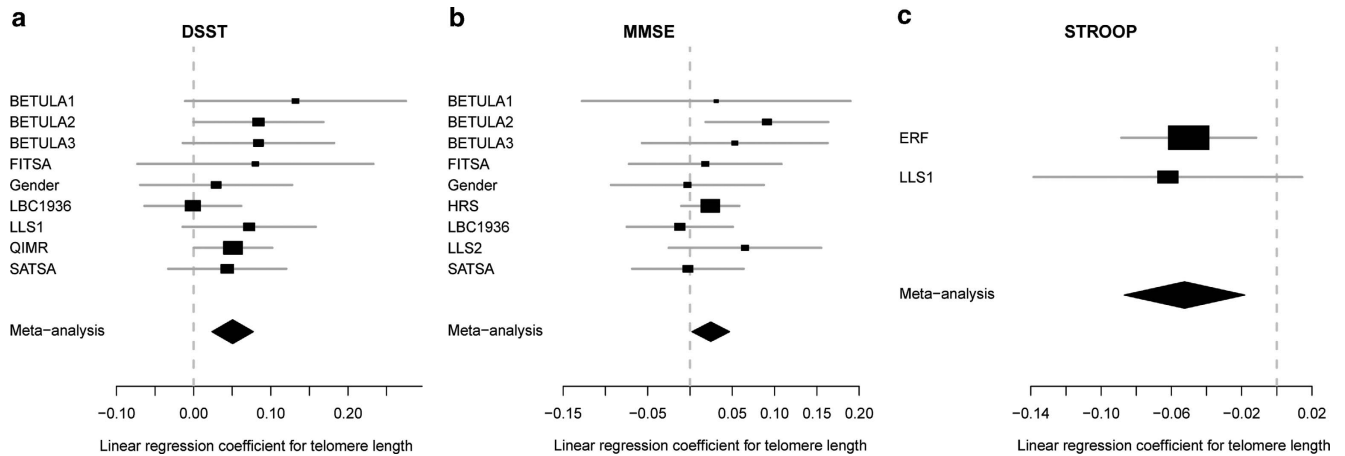 a
DSST
BETULA1
BETULA2
BETULA3
FITSA
Gender
LBC1936
LLS1
QIMR
SATSA
Meta−analysis
−0.10 0.00 0.10 0.20
Linear regression coefficient for telomere length
b
MMSE
BETULA1
BETULA2
BETULA3
FITSA
Gender
HRS
LBC1936
LLS2
SATSA
Meta−analysis
−0.15 −0.05 0.05 0.10 0.15 0.20
Linear regression coefficient for telomere length
c
STROOP
ERF
LLS1
Meta−analysis
−0.14 −0.10 −0.06 −0.02 0.02
Linear regression coefficient for telomere length